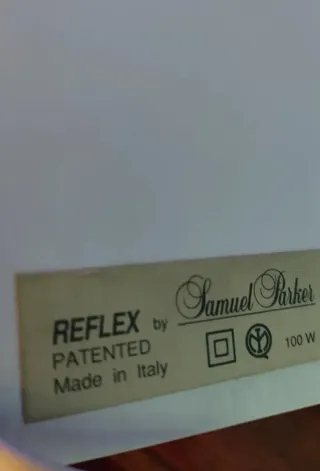 REFLEX by Samuel Parker
PATENTED
Made in Italy
100 W